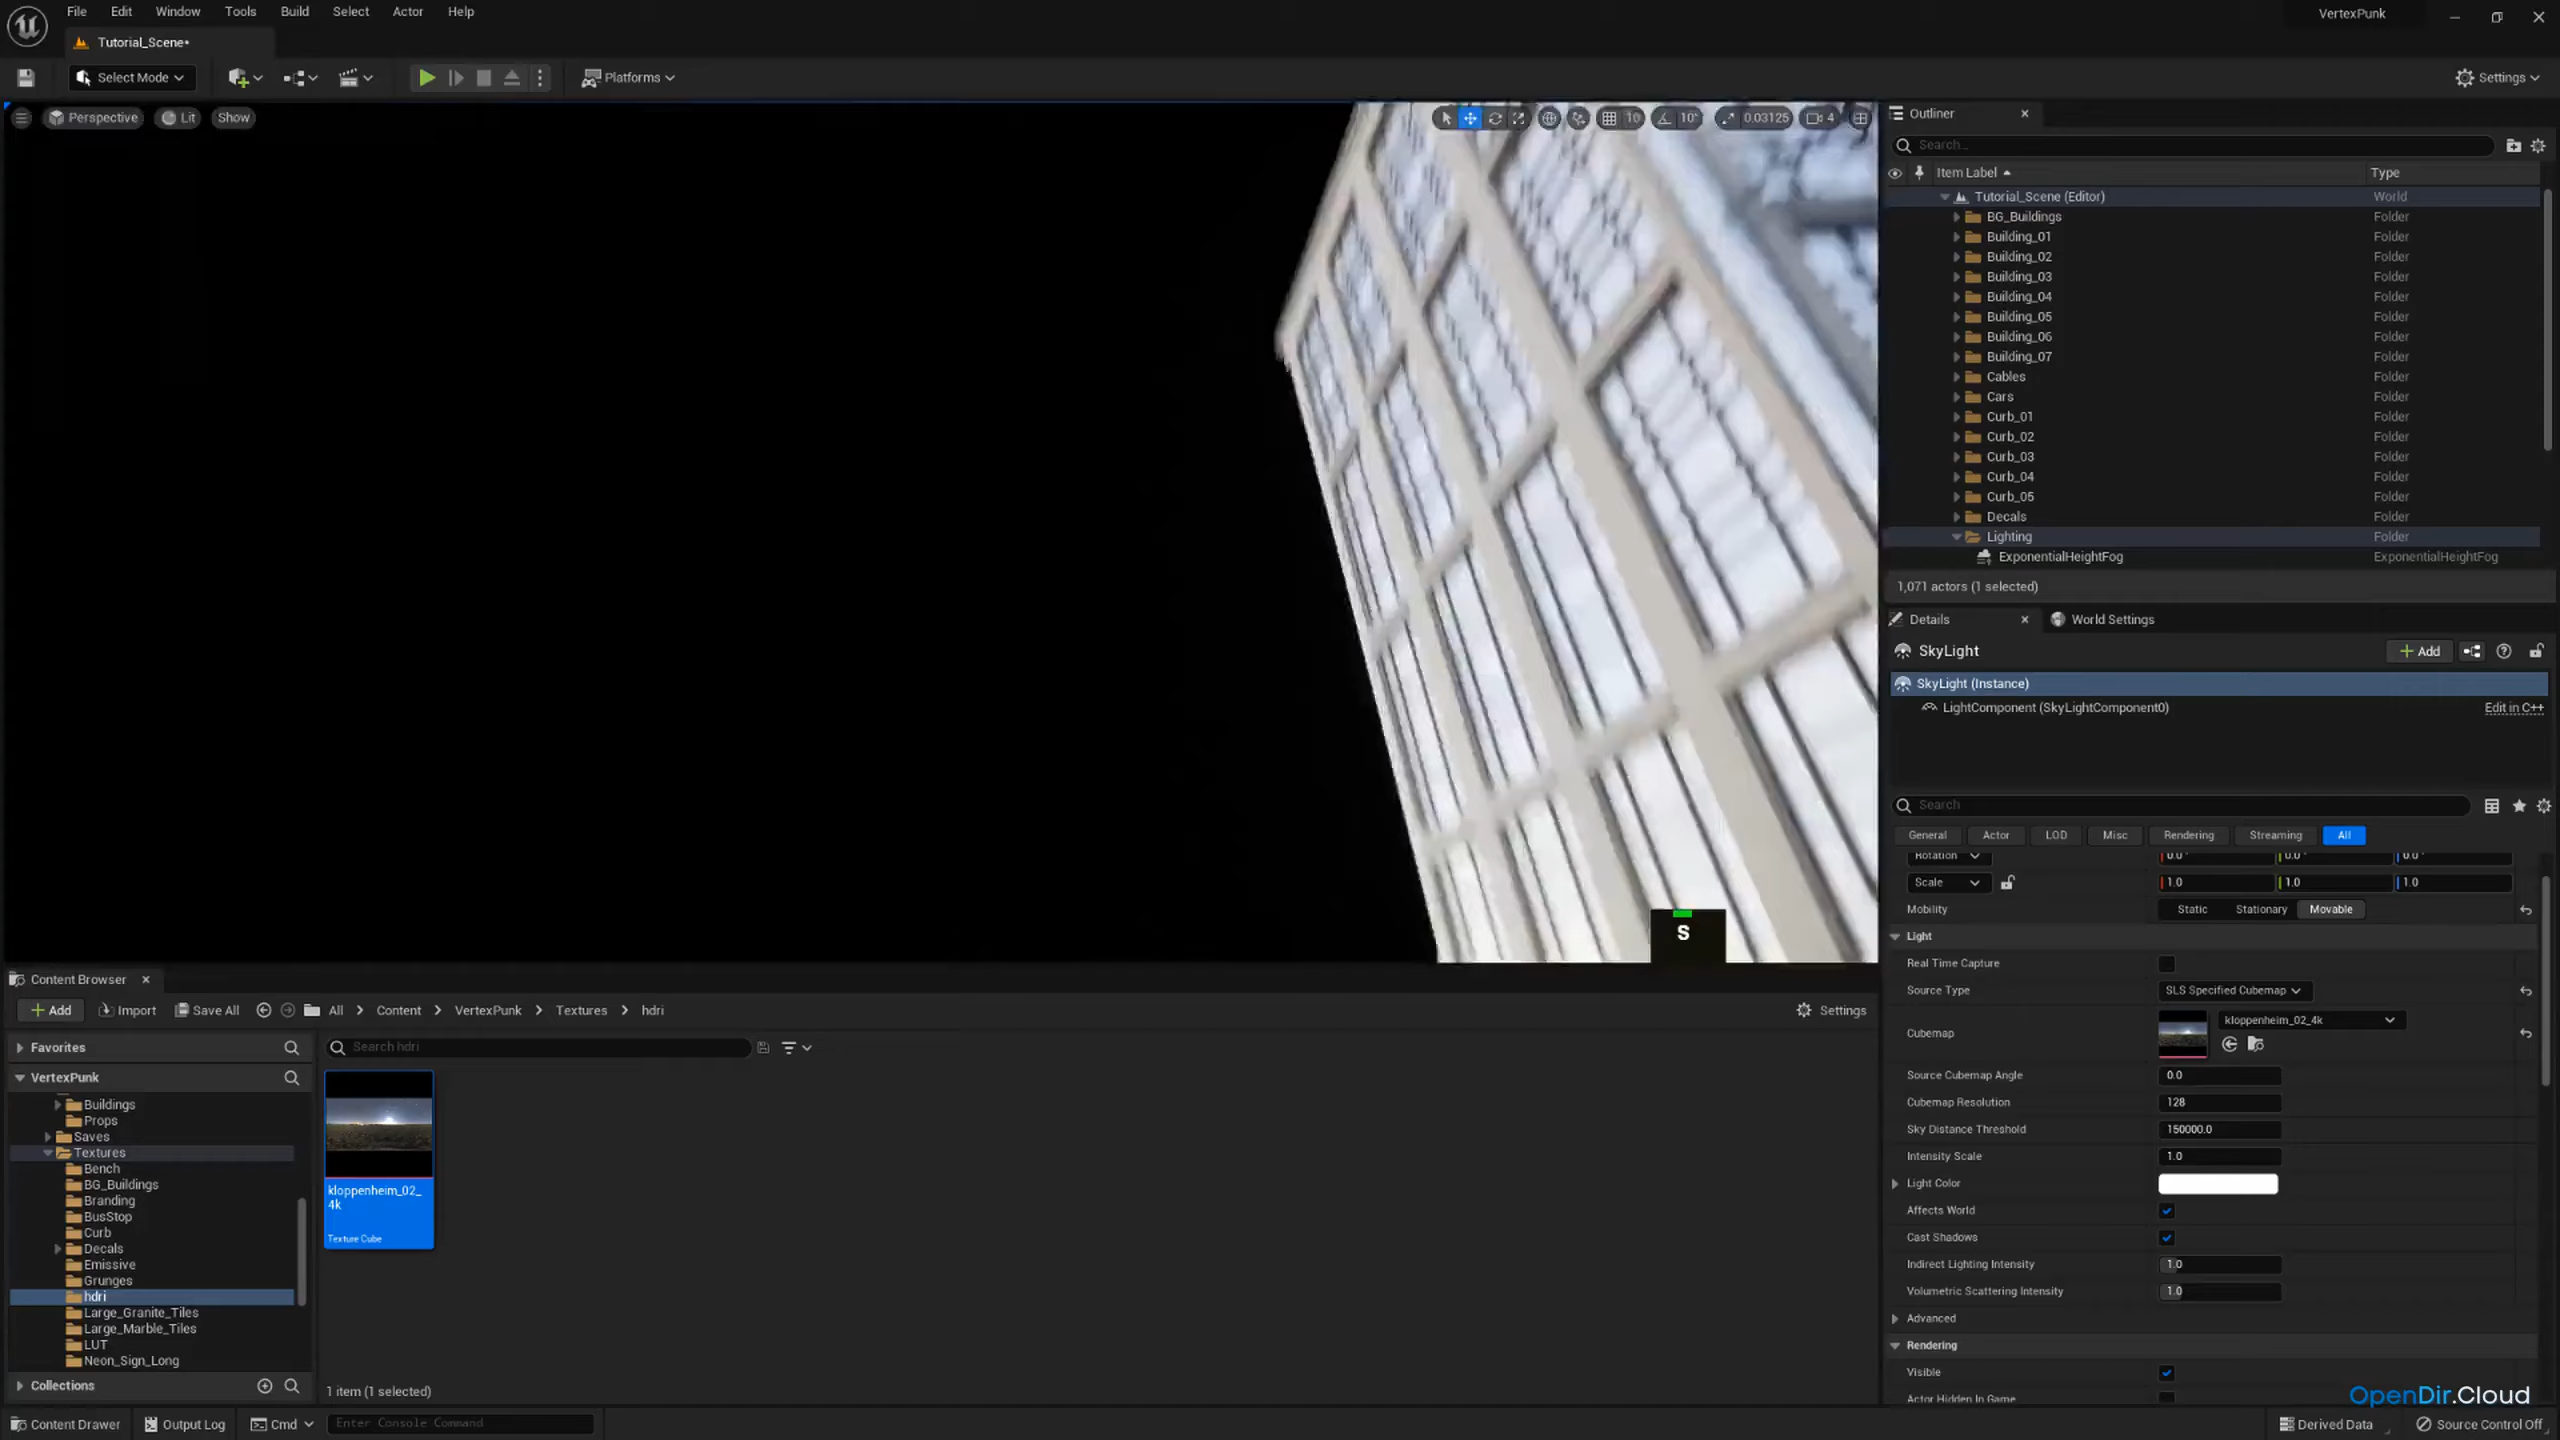 File Edit Window Tools Build Select Actor Help
VertexPunk
Tutorial_Scene•
Select Mode
Platforms
Settings
Perspective Lit Show
10 10° 0.03125 4
Outliner
Search...
Item Label Type
Tutorial_Scene (Editor) World
BG_Buildings Folder
Building_01 Folder
Building_02 Folder
Building_03 Folder
Building_04 Folder
Building_05 Folder
Building_06 Folder
Building_07 Folder
Cables Folder
Cars Folder
Curb_01 Folder
Curb_02 Folder
Curb_03 Folder
Curb_04 Folder
Curb_05 Folder
Decals Folder
Lighting Folder
ExponentialHeightFog ExponentialHeightFog
1,071 actors (1 selected)
Details World Settings
SkyLight Add
SkyLight (Instance)
LightComponent (SkyLightComponent0) Edit in C++
Search
General Actor LOD Misc Rendering Streaming All
Rotation 0.0° 0.0° 0.0°
Scale 1.0 1.0 1.0
Mobility Static Stationary Movable
Light
Real Time Capture
Source Type SLS Specified Cubemap
Cubemap kloppenheim_02_4k
Source Cubemap Angle 0.0
Cubemap Resolution 128
Sky Distance Threshold 150000.0
Intensity Scale 1.0
Light Color
Affects World
Cast Shadows
Indirect Lighting Intensity 1.0
Volumetric Scattering Intensity 1.0
Advanced
Rendering
Visible
Actor Hidden In Game
S
Content Browser
Add Import Save All All Content VertexPunk Textures hdri Settings
Favorites
Search hdri
VertexPunk
Buildings
Props
Saves
Textures
Bench
BG_Buildings
Branding
BusStop
Curb
Decals
Emissive
Grunges
hdri
Large_Granite_Tiles
Large_Marble_Tiles
LUT
Neon_Sign_Long
Collections
kloppenheim_02_
4k
Texture Cube
1 item (1 selected)
OpenDir.Cloud
Content Drawer Output Log Cmd Enter Console Command Derived Data Source Control Off